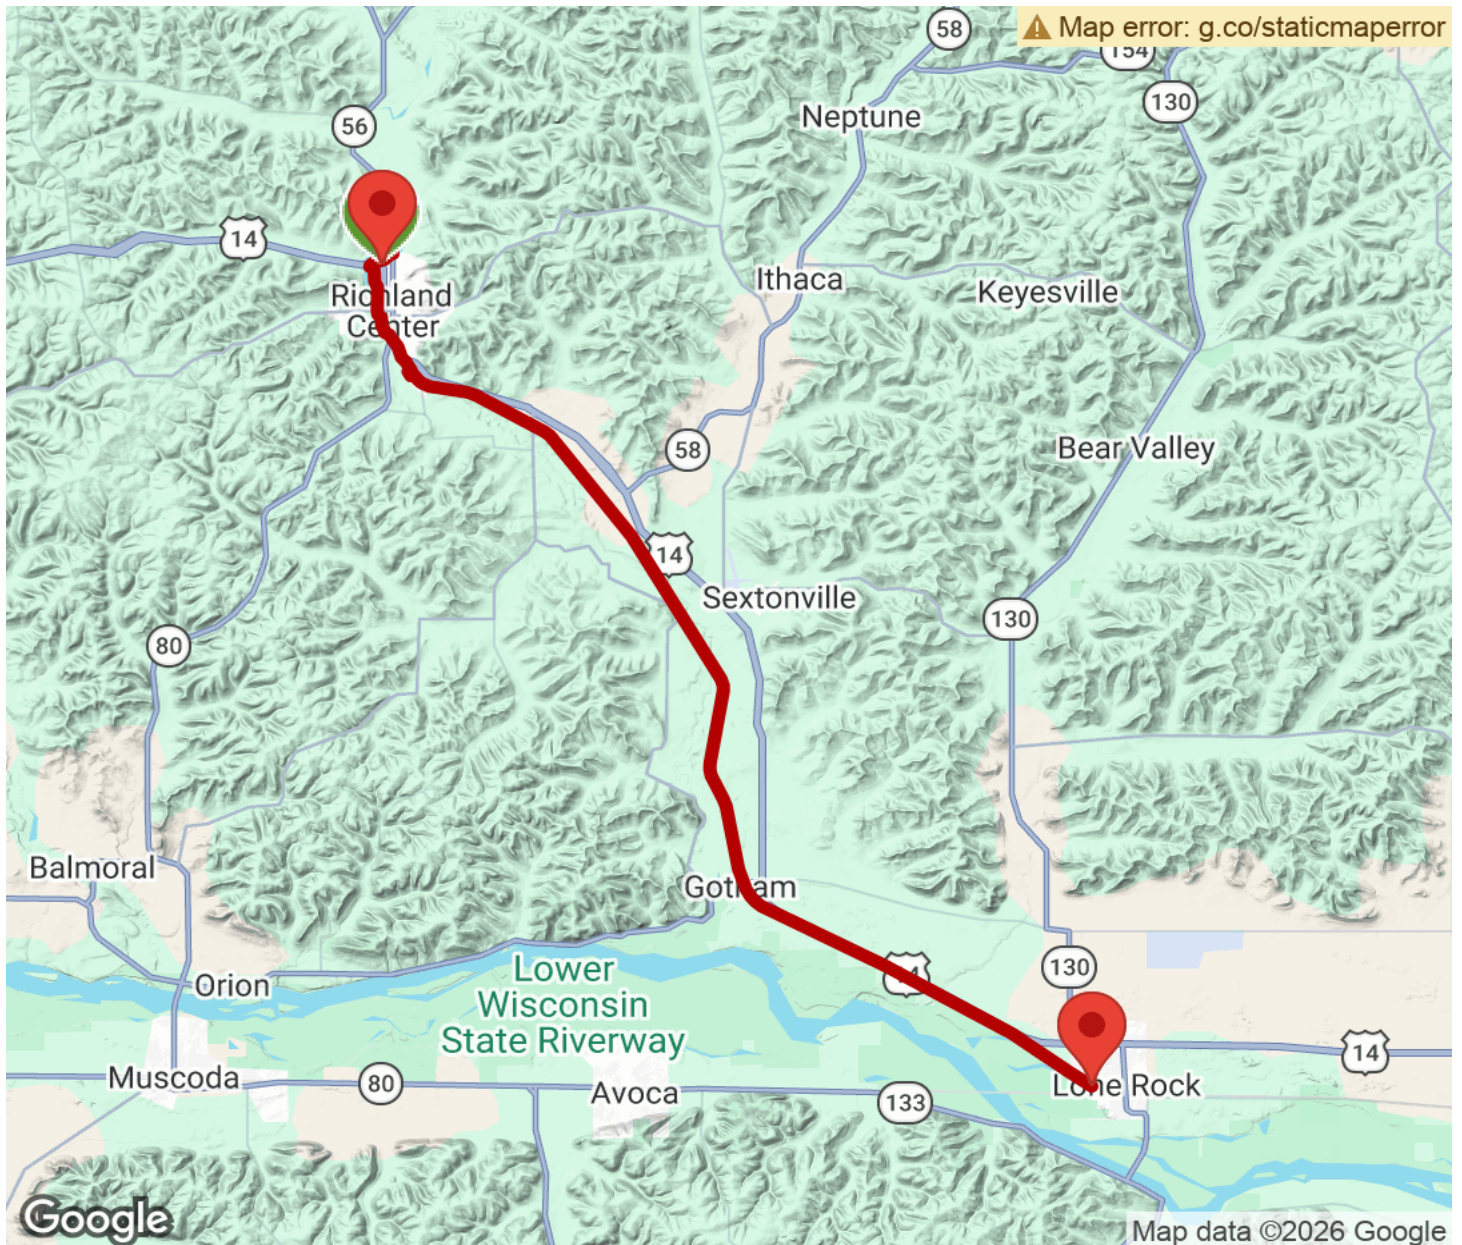 58
Map error: g.co/staticmaperror
154
130
Neptune
56
14
Ithaca
Keyesville
Richland
Center
58
Bear Valley
14
Sextonville
130
80
Balmoral
Gotham
Lower
Wisconsin
State Riverway
14
130
Orion
14
Muscoda
80
Avoca
133
Lone Rock
Google
Map data ©2026 Google